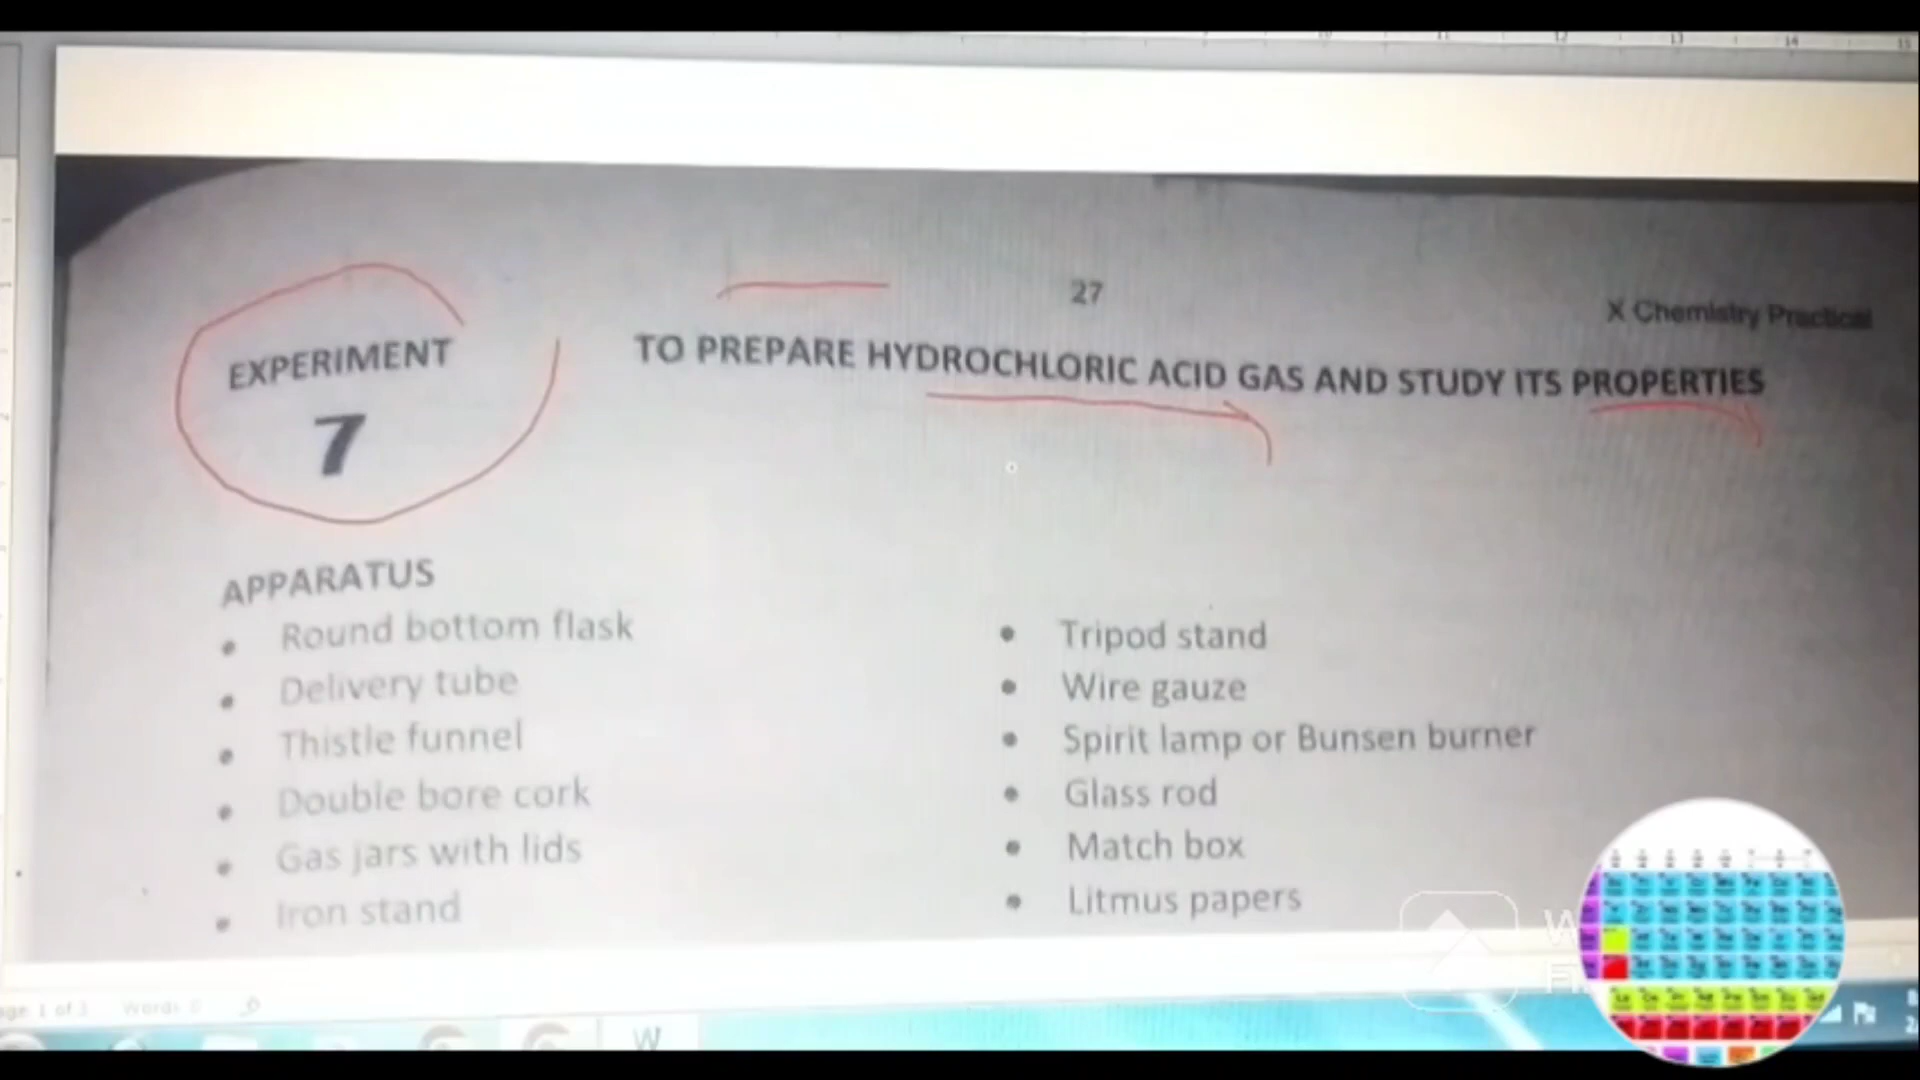 27
X Chemistry Practical
EXPERIMENT
7
TO PREPARE HYDROCHLORIC ACID GAS AND STUDY ITS PROPERTIES
APPARATUS
• Round bottom flask
• Delivery tube
• Thistle funnel
• Double bore cork
• Gas jars with lids
• Iron stand
• Tripod stand
• Wire gauze
• Spirit lamp or Bunsen burner
• Glass rod
• Match box
• Litmus papers